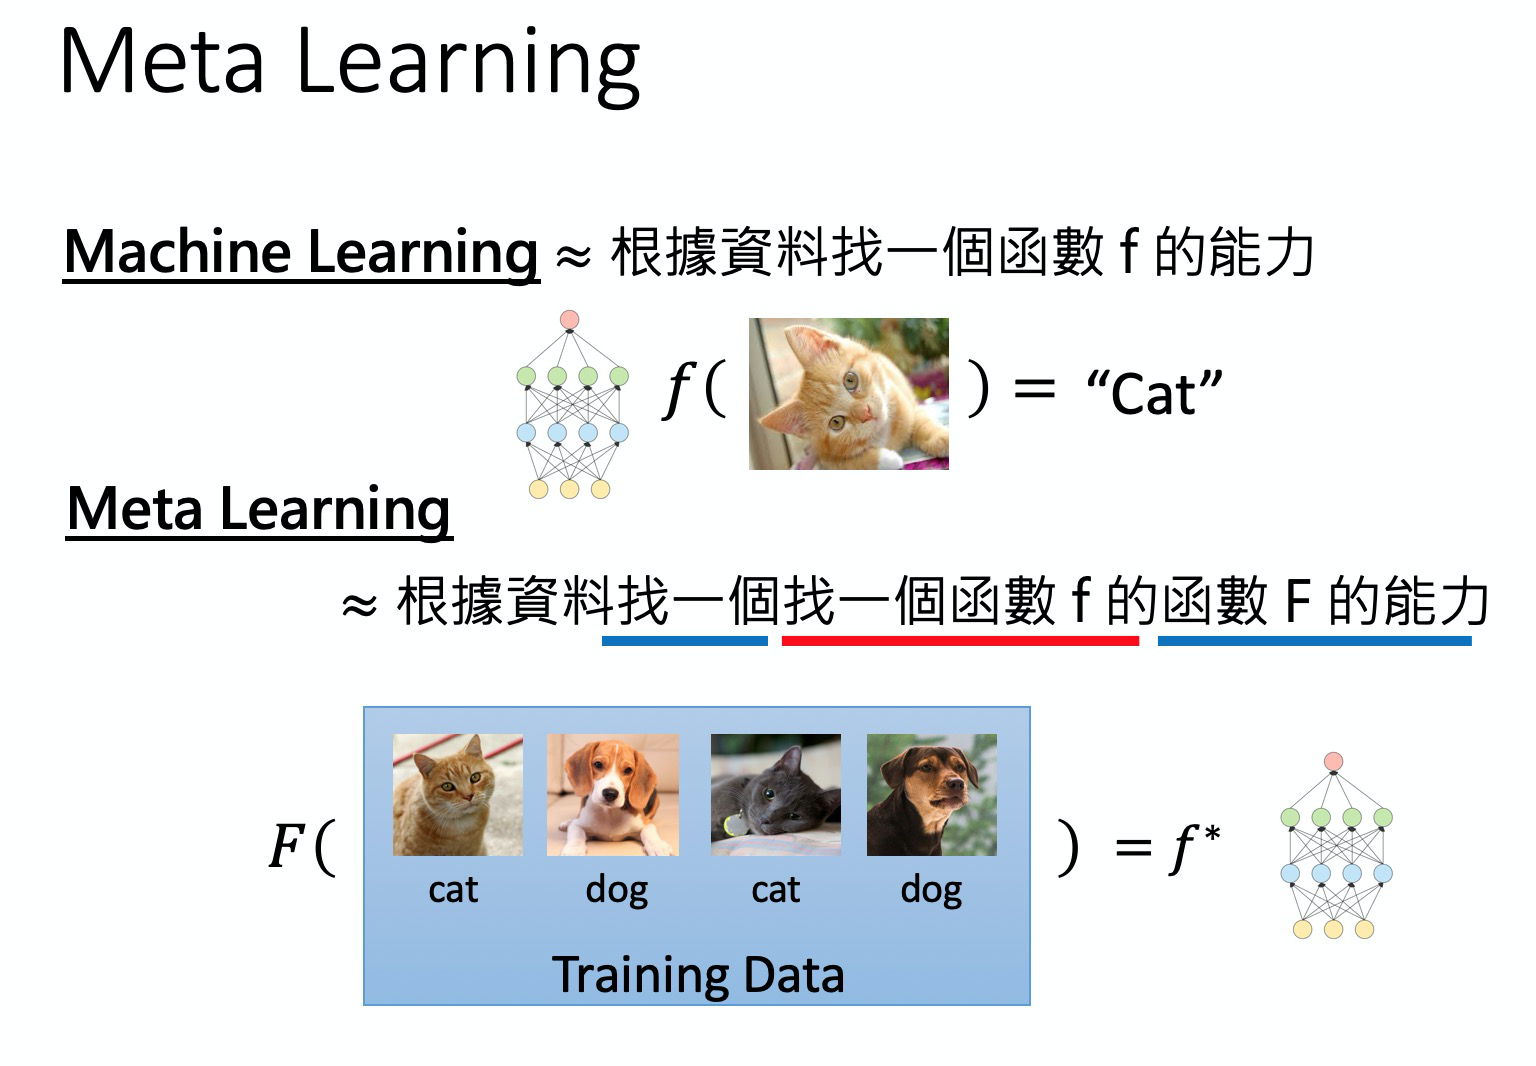 Meta Learning
Machine Learning ≈ 根據資料找一個函數 f 的能力
f( ) = “Cat”
Meta Learning
≈ 根據資料找一個找一個函數 f 的函數 F 的能力
F( ) = f*
cat dog cat dog
Training Data